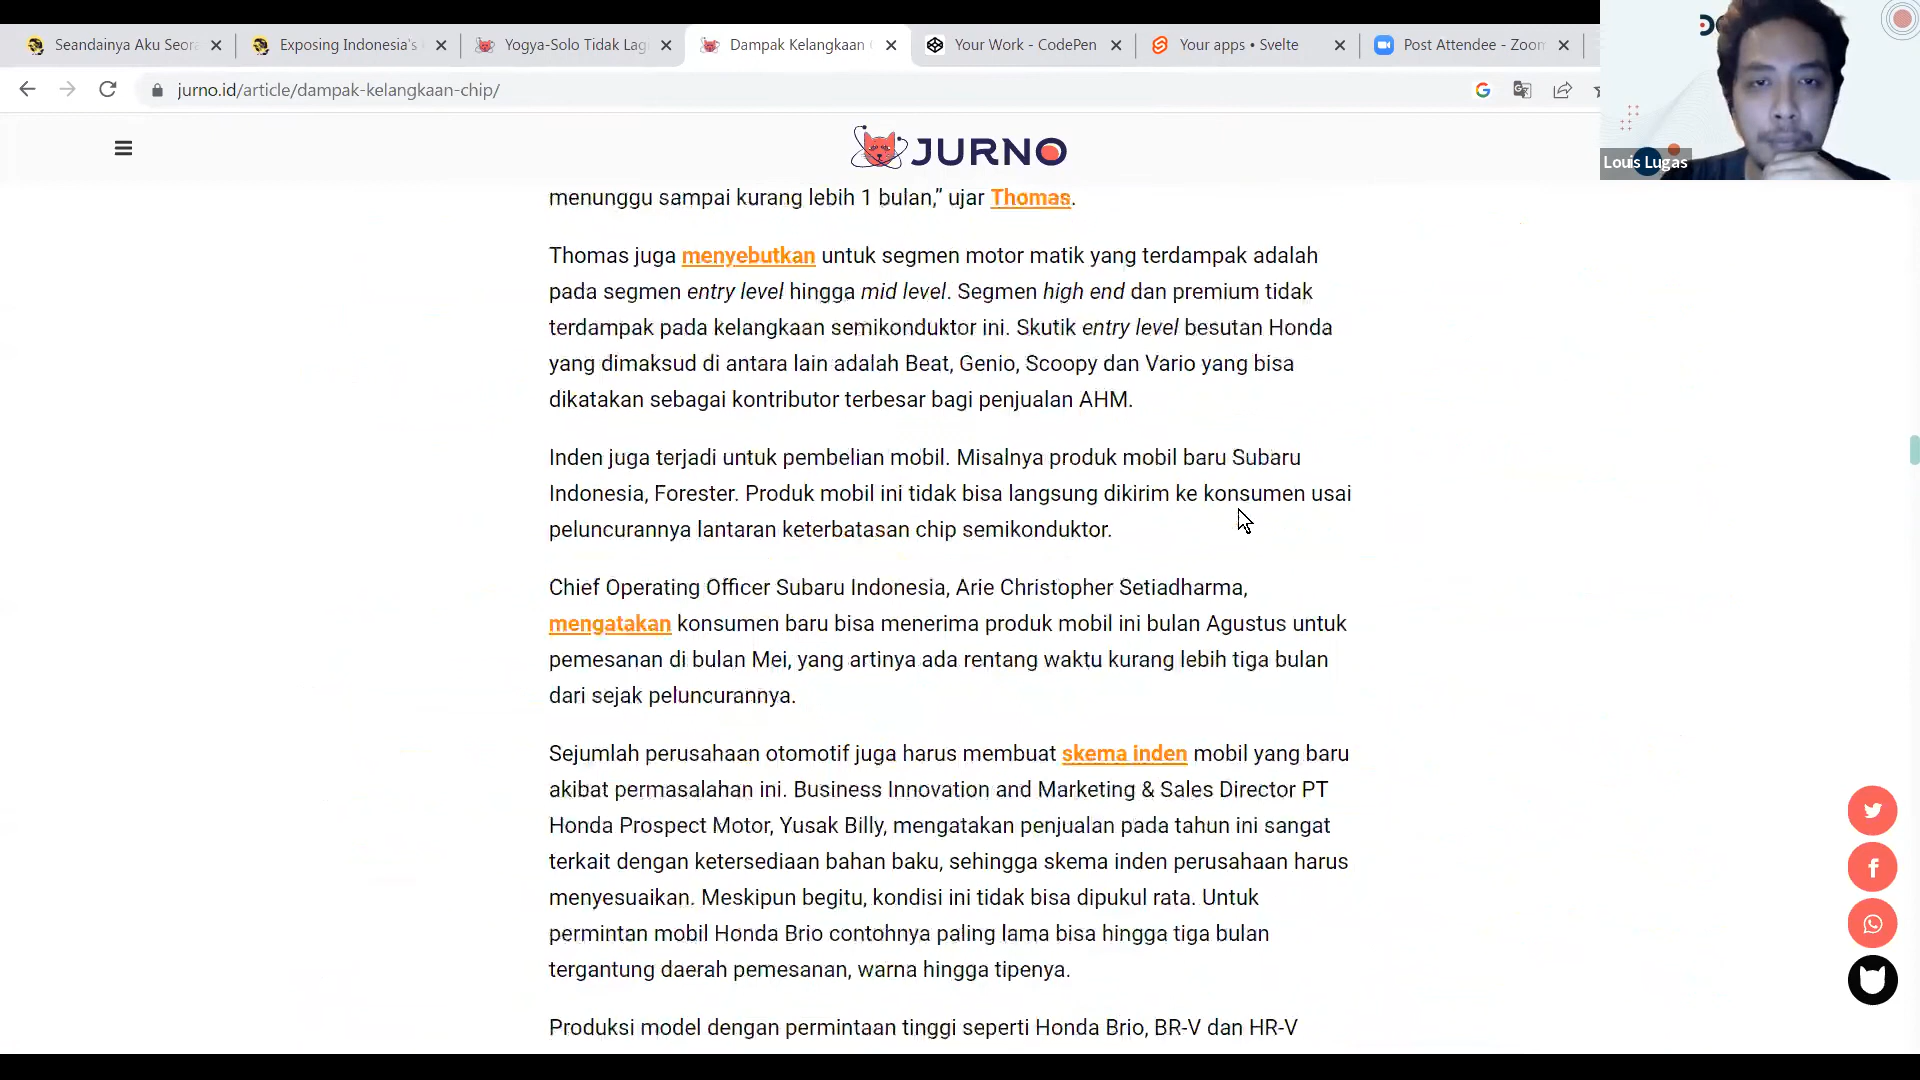 Seandainya Aku Seora
Exposing Indonesia's
Yogya-Solo Tidak Lag
Dampak Kelangkaan
Your Work - CodePen
Your apps • Svelte
Post Attendee - Zoom
jurno.id/article/dampak-kelangkaan-chip/
Louis Lugas
JURNO
menunggu sampai kurang lebih 1 bulan,” ujar Thomas.
Thomas juga menyebutkan untuk segmen motor matik yang terdampak adalah
pada segmen entry level hingga mid level. Segmen high end dan premium tidak
terdampak pada kelangkaan semikonduktor ini. Skutik entry level besutan Honda
yang dimaksud di antara lain adalah Beat, Genio, Scoopy dan Vario yang bisa
dikatakan sebagai kontributor terbesar bagi penjualan AHM.
Inden juga terjadi untuk pembelian mobil. Misalnya produk mobil baru Subaru
Indonesia, Forester. Produk mobil ini tidak bisa langsung dikirim ke konsumen usai
peluncurannya lantaran keterbatasan chip semikonduktor.
Chief Operating Officer Subaru Indonesia, Arie Christopher Setiadharma,
mengatakan konsumen baru bisa menerima produk mobil ini bulan Agustus untuk
pemesanan di bulan Mei, yang artinya ada rentang waktu kurang lebih tiga bulan
dari sejak peluncurannya.
Sejumlah perusahaan otomotif juga harus membuat skema inden mobil yang baru
akibat permasalahan ini. Business Innovation and Marketing & Sales Director PT
Honda Prospect Motor, Yusak Billy, mengatakan penjualan pada tahun ini sangat
terkait dengan ketersediaan bahan baku, sehingga skema inden perusahaan harus
menyesuaikan. Meskipun begitu, kondisi ini tidak bisa dipukul rata. Untuk
permintan mobil Honda Brio contohnya paling lama bisa hingga tiga bulan
tergantung daerah pemesanan, warna hingga tipenya.
Produksi model dengan permintaan tinggi seperti Honda Brio, BR-V dan HR-V